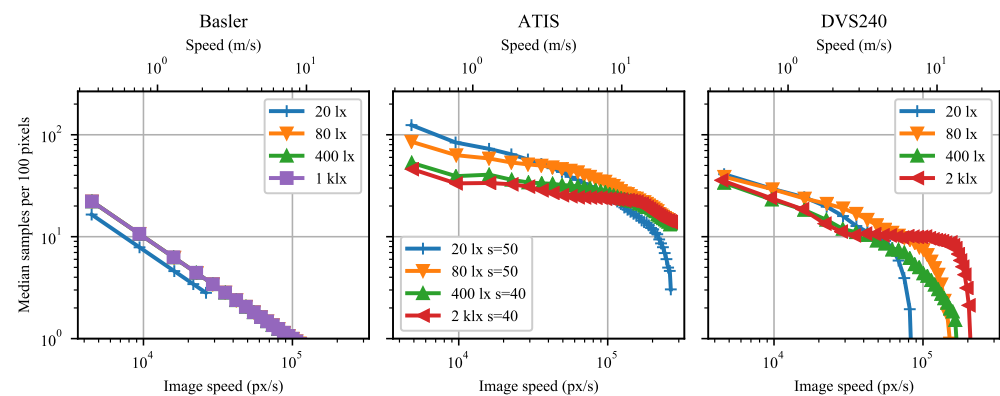 Basler
Speed (m/s)
10^0 10^1
Median samples per 100 pixels
10^2
10^1
10^0
20 lx
80 lx
400 lx
1 klx
10^4 10^5
Image speed (px/s)
ATIS
Speed (m/s)
10^0 10^1
20 lx s=50
80 lx s=50
400 lx s=40
2 klx s=40
10^4 10^5
Image speed (px/s)
DVS240
Speed (m/s)
10^0 10^1
20 lx
80 lx
400 lx
2 klx
10^4 10^5
Image speed (px/s)